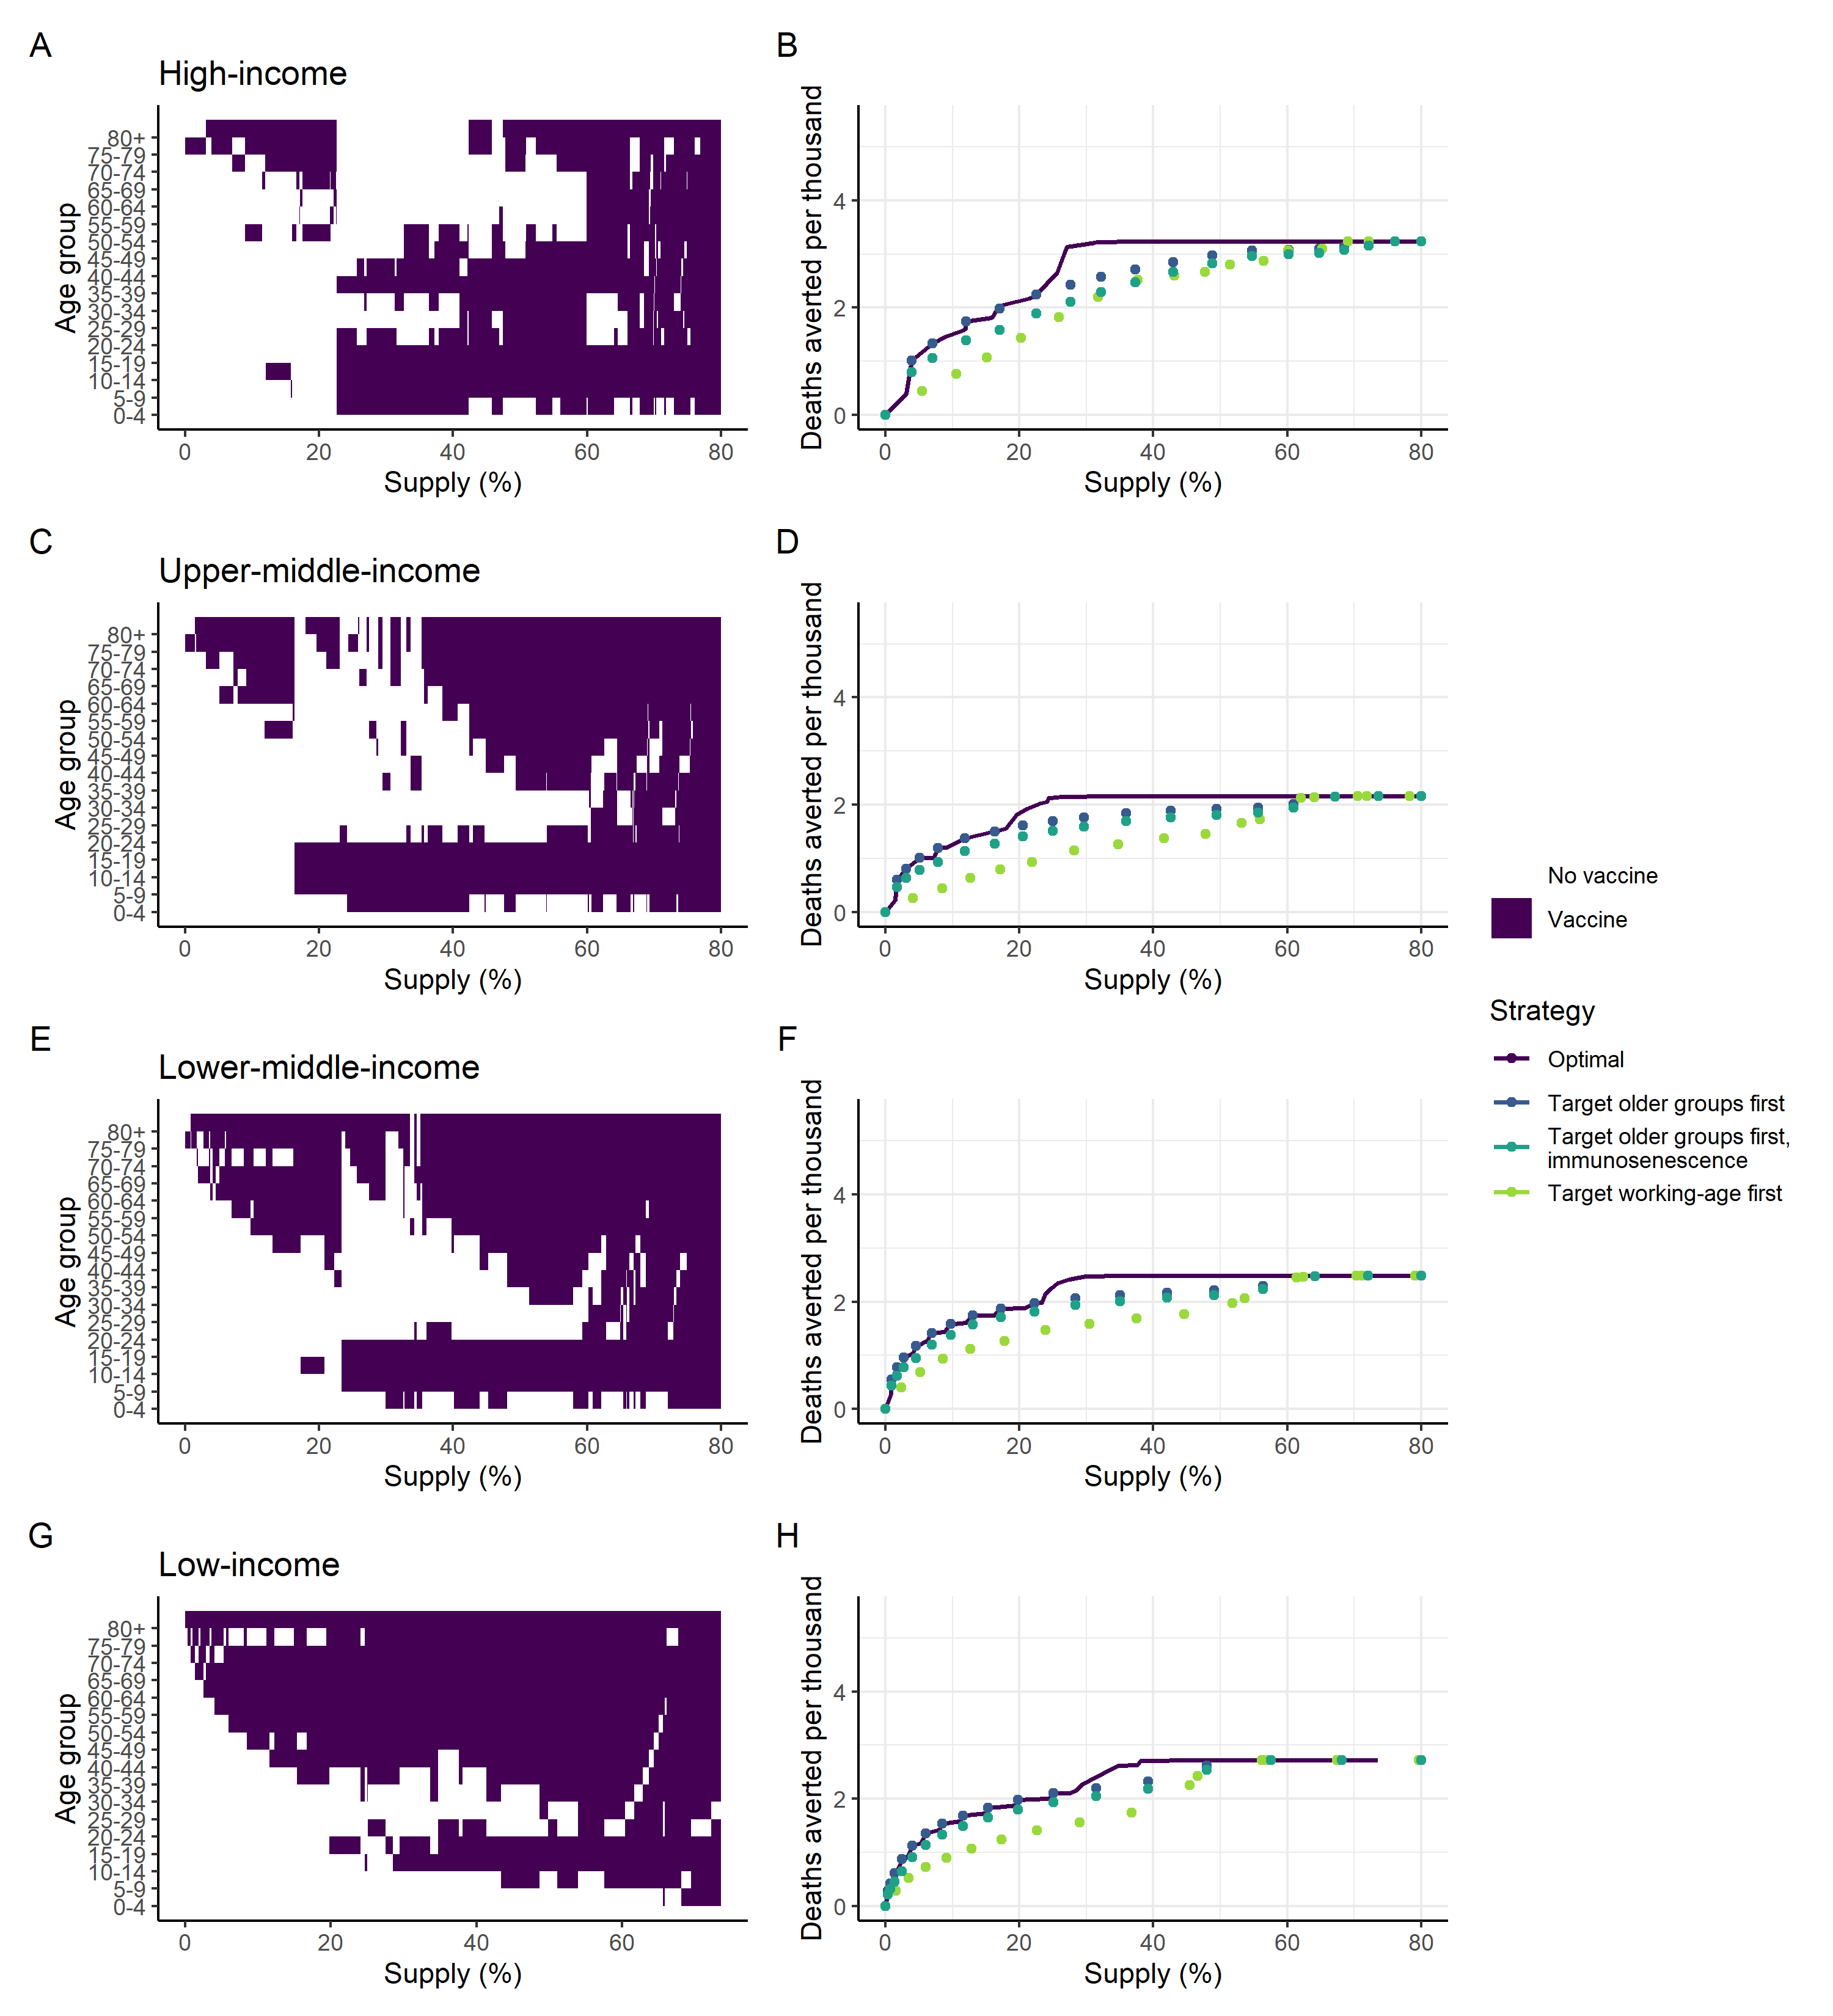 A
High-income
Age group
80+
75-79
70-74
65-69
60-64
55-59
50-54
45-49
40-44
35-39
30-34
25-29
20-24
15-19
10-14
5-9
0-4
0 20 40 60 80
Supply (%)
B
Deaths averted per thousand
4
2
0
0 20 40 60 80
Supply (%)
C
Upper-middle-income
Age group
80+
75-79
70-74
65-69
60-64
55-59
50-54
45-49
40-44
35-39
30-34
25-29
20-24
15-19
10-14
5-9
0-4
0 20 40 60 80
Supply (%)
D
Deaths averted per thousand
4
2
0
0 20 40 60 80
Supply (%)
No vaccine
Vaccine
Strategy
Optimal
Target older groups first
Target older groups first,
immunosenescence
Target working-age first
E
Lower-middle-income
Age group
80+
75-79
70-74
65-69
60-64
55-59
50-54
45-49
40-44
35-39
30-34
25-29
20-24
15-19
10-14
5-9
0-4
0 20 40 60 80
Supply (%)
F
Deaths averted per thousand
4
2
0
0 20 40 60 80
Supply (%)
G
Low-income
Age group
80+
75-79
70-74
65-69
60-64
55-59
50-54
45-49
40-44
35-39
30-34
25-29
20-24
15-19
10-14
5-9
0-4
0 20 40 60
Supply (%)
H
Deaths averted per thousand
4
2
0
0 20 40 60 80
Supply (%)